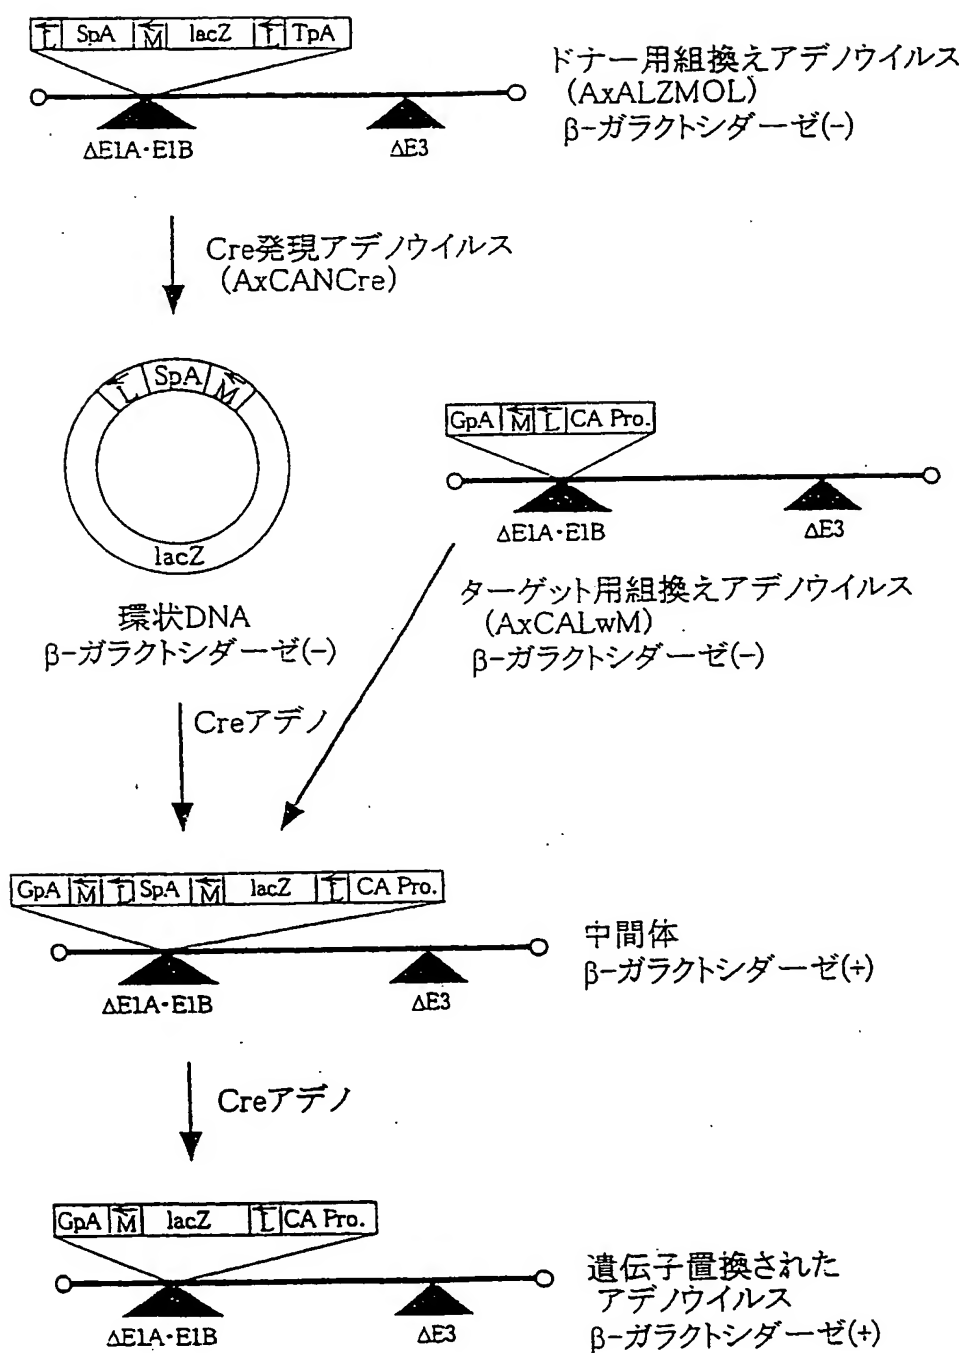 L SpA M lacZ L TpA
ドナー用組換えアデノウイルス
(AxALZMOL)
β-ガラクトシダーゼ(-)
ΔE1A·E1B ΔE3
Cre発現アデノウイルス
(AxCANCre)
L SpA M
lacZ
環状DNA
β-ガラクトシダーゼ(-)
GpA M L CA Pro.
ΔE1A·E1B ΔE3
ターゲット用組換えアデノウイルス
(AxCALwM)
β-ガラクトシダーゼ(-)
Creアデノ
GpA M L SpA M lacZ L CA Pro.
中間体
β-ガラクトシダーゼ(+)
ΔE1A·E1B ΔE3
Creアデノ
GpA M lacZ L CA Pro.
遺伝子置換された
アデノウイルス
β-ガラクトシダーゼ(+)
ΔE1A·E1B ΔE3